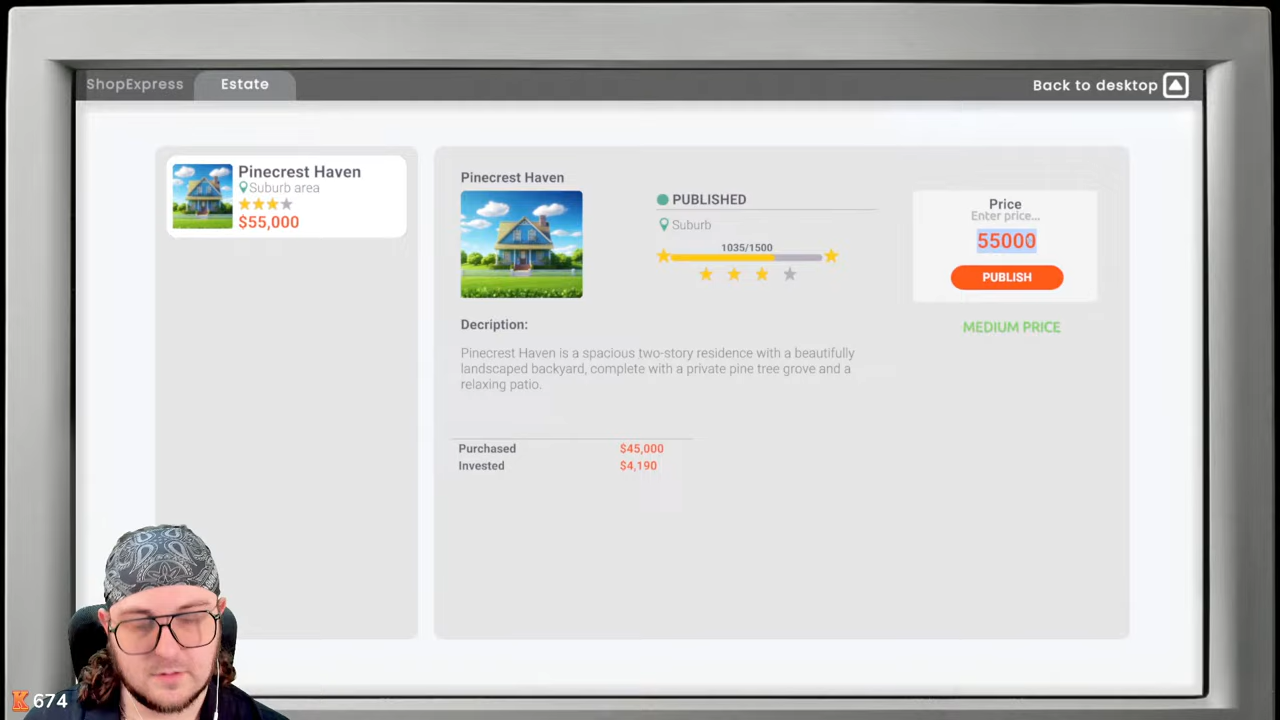 ShopExpress
Estate
Back to desktop
Pinecrest Haven
Suburb area
$55,000
Pinecrest Haven
PUBLISHED
Suburb
1035/1500
Price
Enter price...
55000
PUBLISH
MEDIUM PRICE
Decription:
Pinecrest Haven is a spacious two-story residence with a beautifully
landscaped backyard, complete with a private pine tree grove and a
relaxing patio.
Purchased $45,000
Invested $4,190
K 674